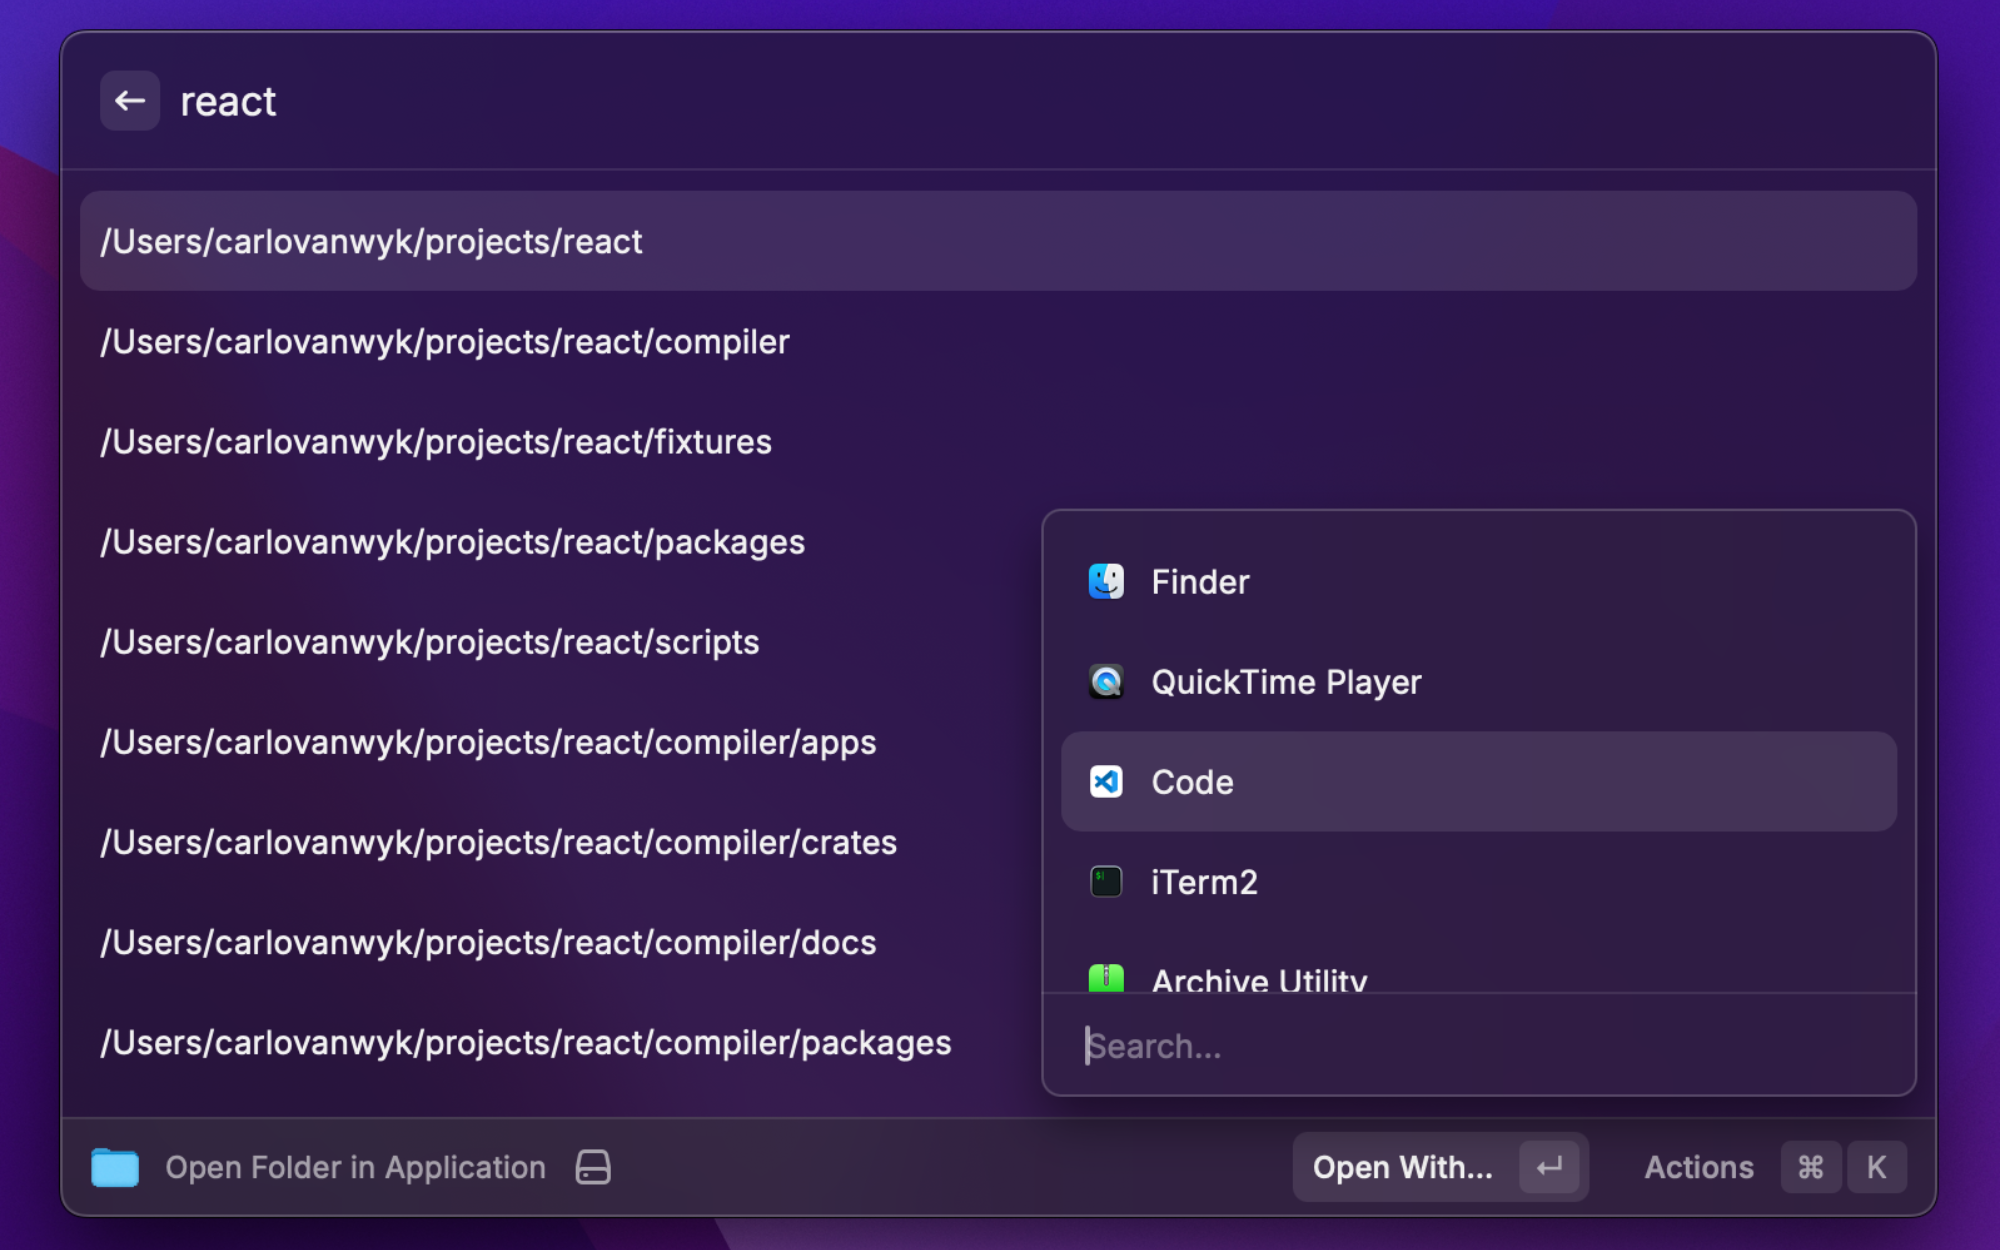 react
/Users/carlovanwyk/projects/react
/Users/carlovanwyk/projects/react/compiler
/Users/carlovanwyk/projects/react/fixtures
/Users/carlovanwyk/projects/react/packages
/Users/carlovanwyk/projects/react/scripts
/Users/carlovanwyk/projects/react/compiler/apps
/Users/carlovanwyk/projects/react/compiler/crates
/Users/carlovanwyk/projects/react/compiler/docs
/Users/carlovanwyk/projects/react/compiler/packages
Finder
QuickTime Player
Code
iTerm2
Archive Utility
Search...
Open Folder in Application
Open With... ↵
Actions ⌘ K